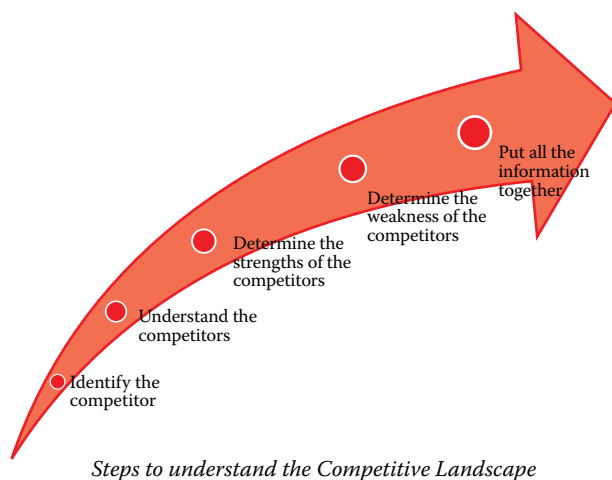 Put all the
information
together
Determine the
weakness of the
competitors
Determine the
strengths of the
competitors
Understand the
competitors
Identify the
competitor
Steps to understand the Competitive Landscape